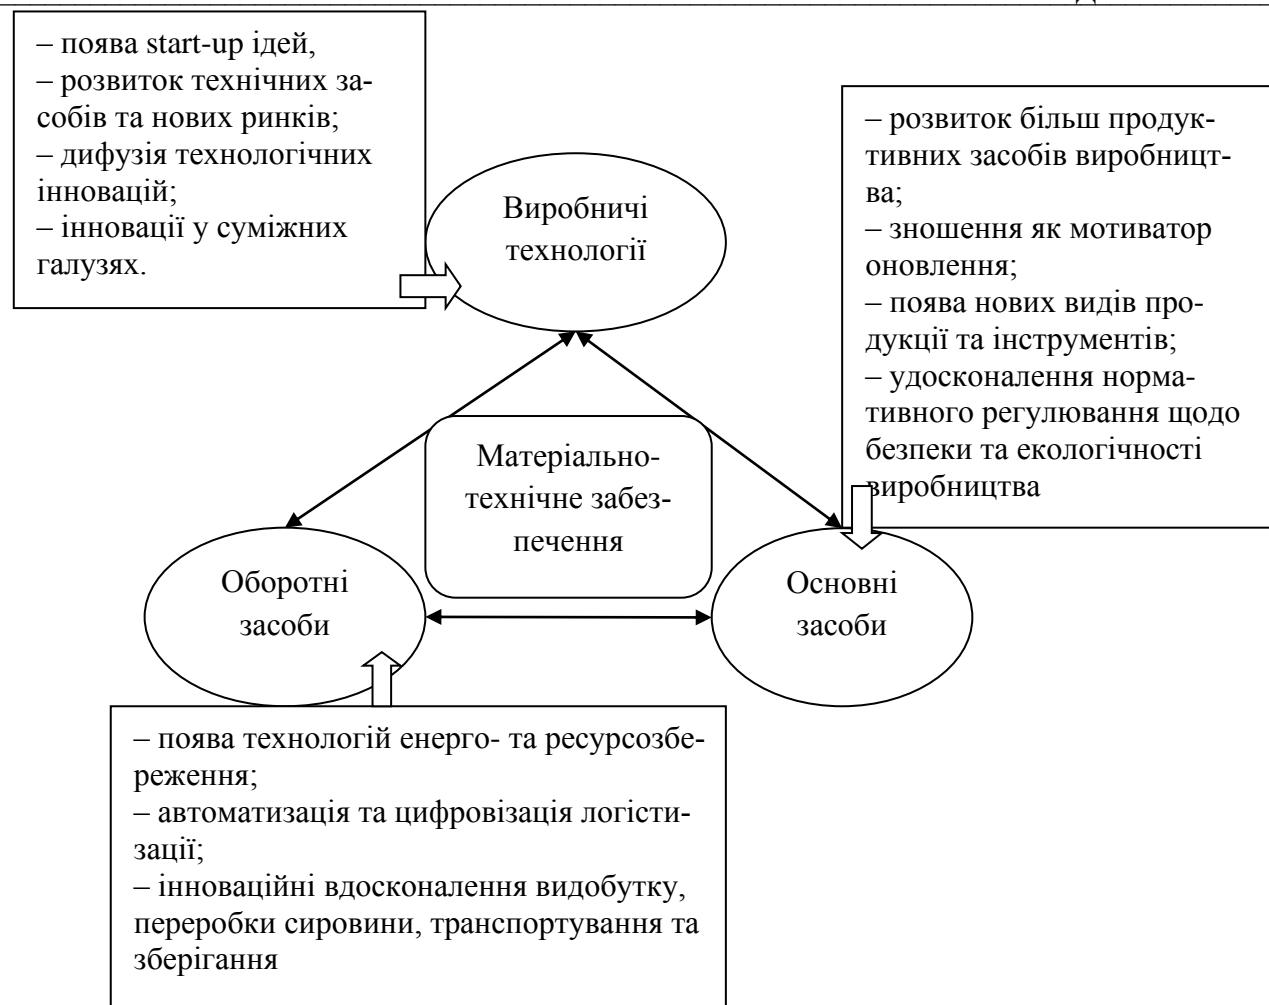 – поява start-up ідей,
– розвиток технічних за-
собів та нових ринків;
– дифузія технологічних
інновацій;
– інновації у суміжних
галузях.
– розвиток більш продук-
тивних засобів виробницт-
ва;
– зношення як мотиватор
оновлення;
– поява нових видів про-
дукції та інструментів;
– удосконалення норма-
тивного регулювання щодо
безпеки та екологічності
виробництва
Виробничі
технології
Матеріально-
технічне забез-
печення
Оборотні
засоби
Основні
засоби
– поява технологій енерго- та ресурсозбе-
реження;
– автоматизація та цифровізація логісти-
зації;
– інноваційні вдосконалення видобутку,
переробки сировини, транспортування та
зберігання